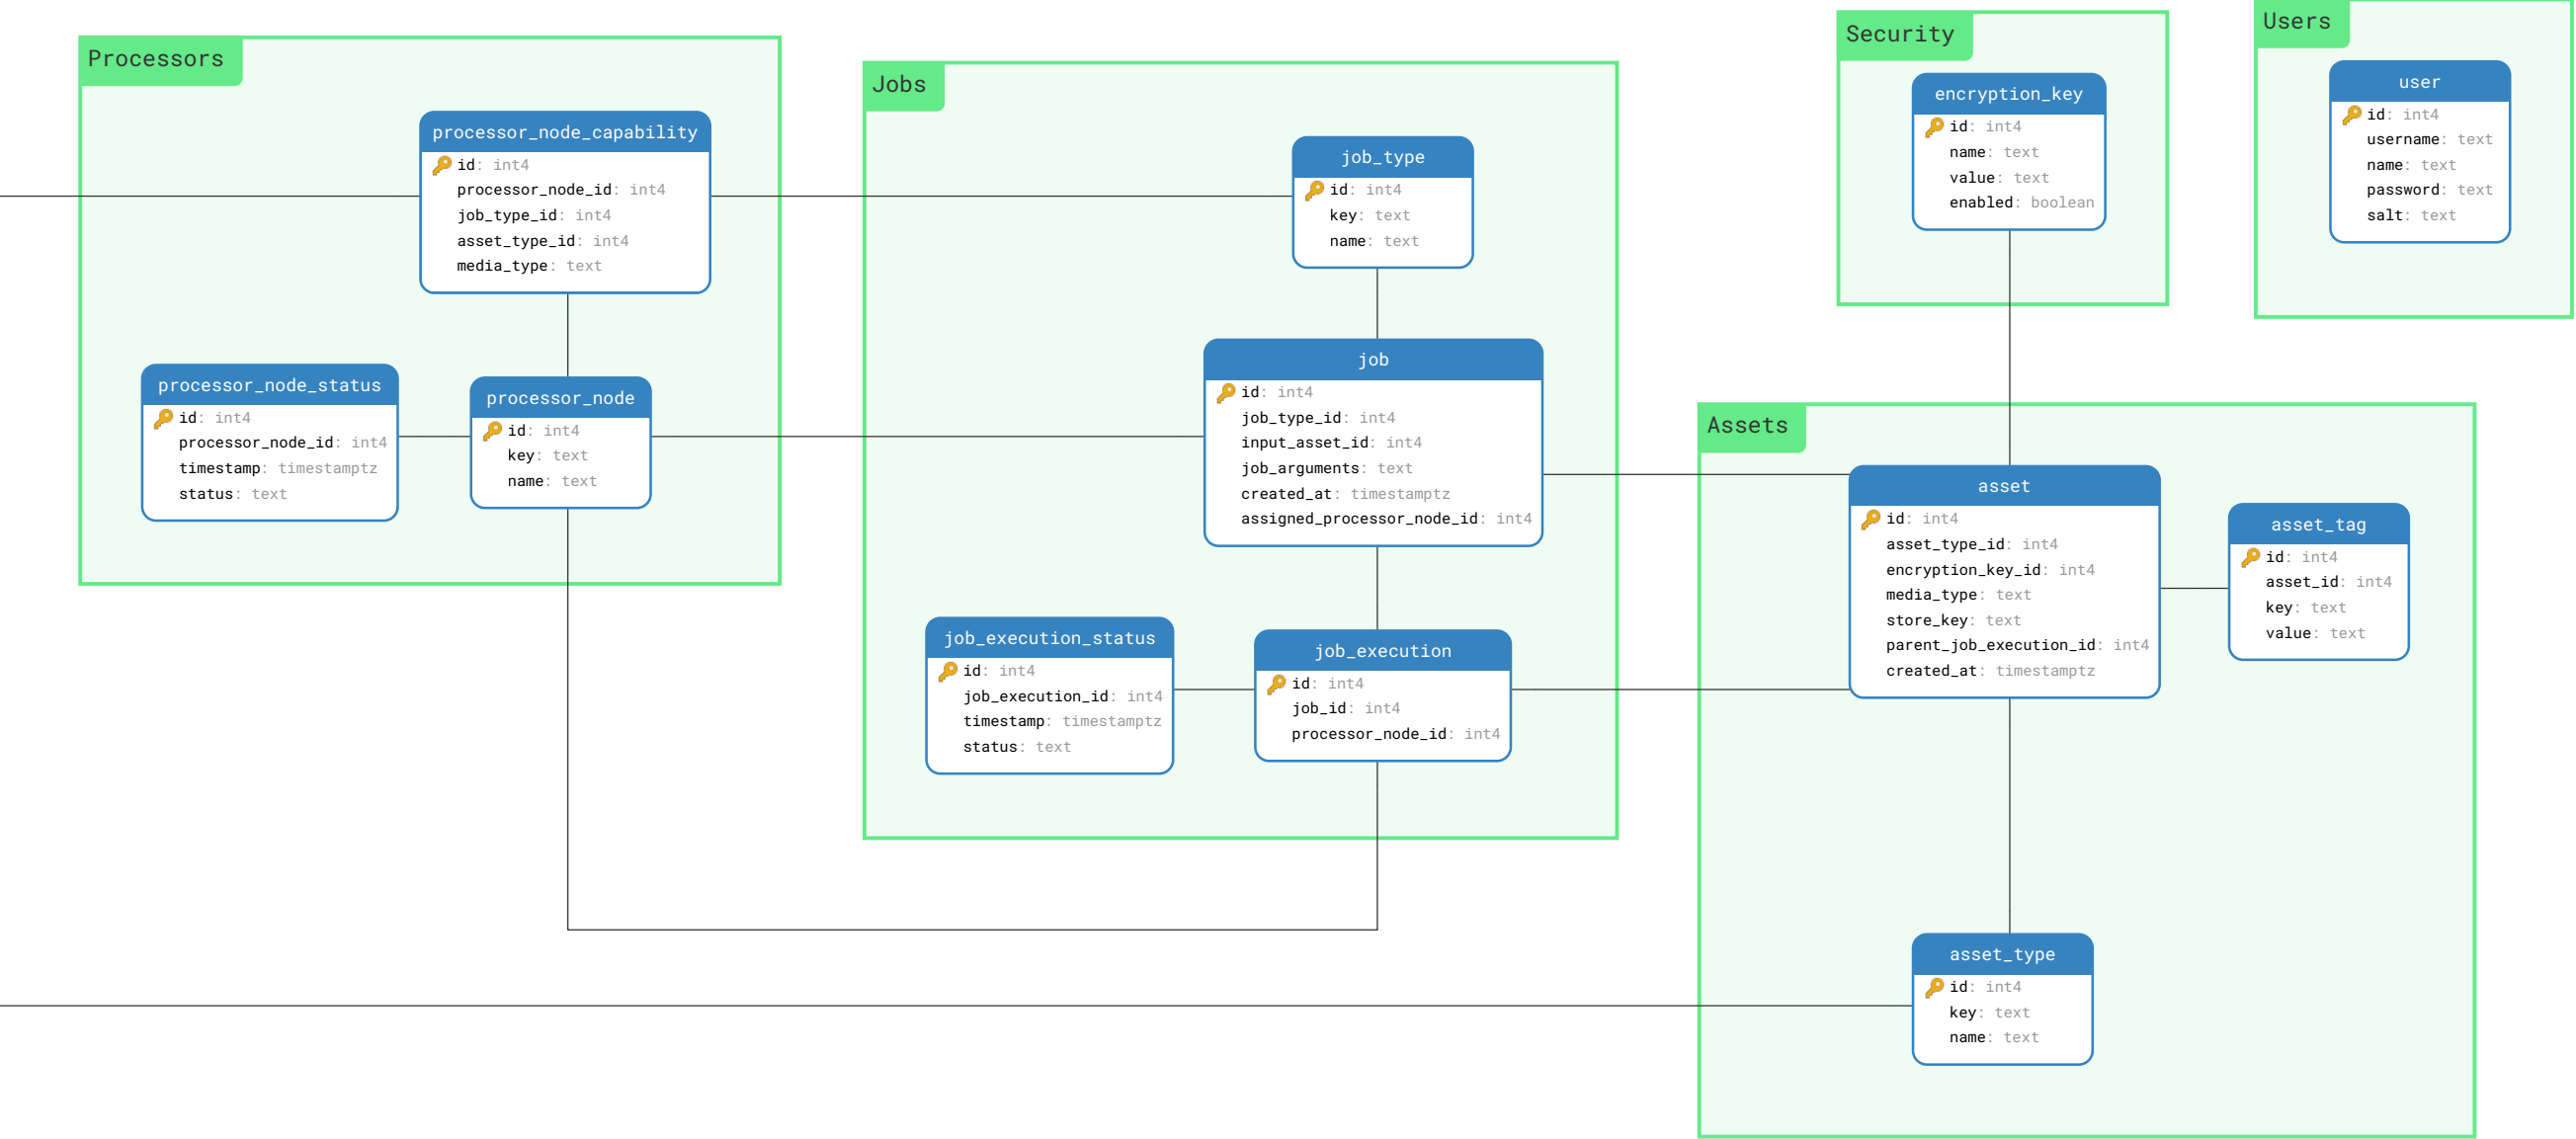 Processors
processor_node_capability
id: int4
processor_node_id: int4
job_type_id: int4
asset_type_id: int4
media_type: text
processor_node_status
id: int4
processor_node_id: int4
timestamp: timestamptz
status: text
processor_node
id: int4
key: text
name: text
Jobs
job_type
id: int4
key: text
name: text
job
id: int4
job_type_id: int4
input_asset_id: int4
job_arguments: text
created_at: timestamptz
assigned_processor_node_id: int4
job_execution_status
id: int4
job_execution_id: int4
timestamp: timestamptz
status: text
job_execution
id: int4
job_id: int4
processor_node_id: int4
Security
encryption_key
id: int4
name: text
value: text
enabled: boolean
Users
user
id: int4
username: text
name: text
password: text
salt: text
Assets
asset
id: int4
asset_type_id: int4
encryption_key_id: int4
media_type: text
store_key: text
parent_job_execution_id: int4
created_at: timestamptz
asset_tag
id: int4
asset_id: int4
key: text
value: text
asset_type
id: int4
key: text
name: text